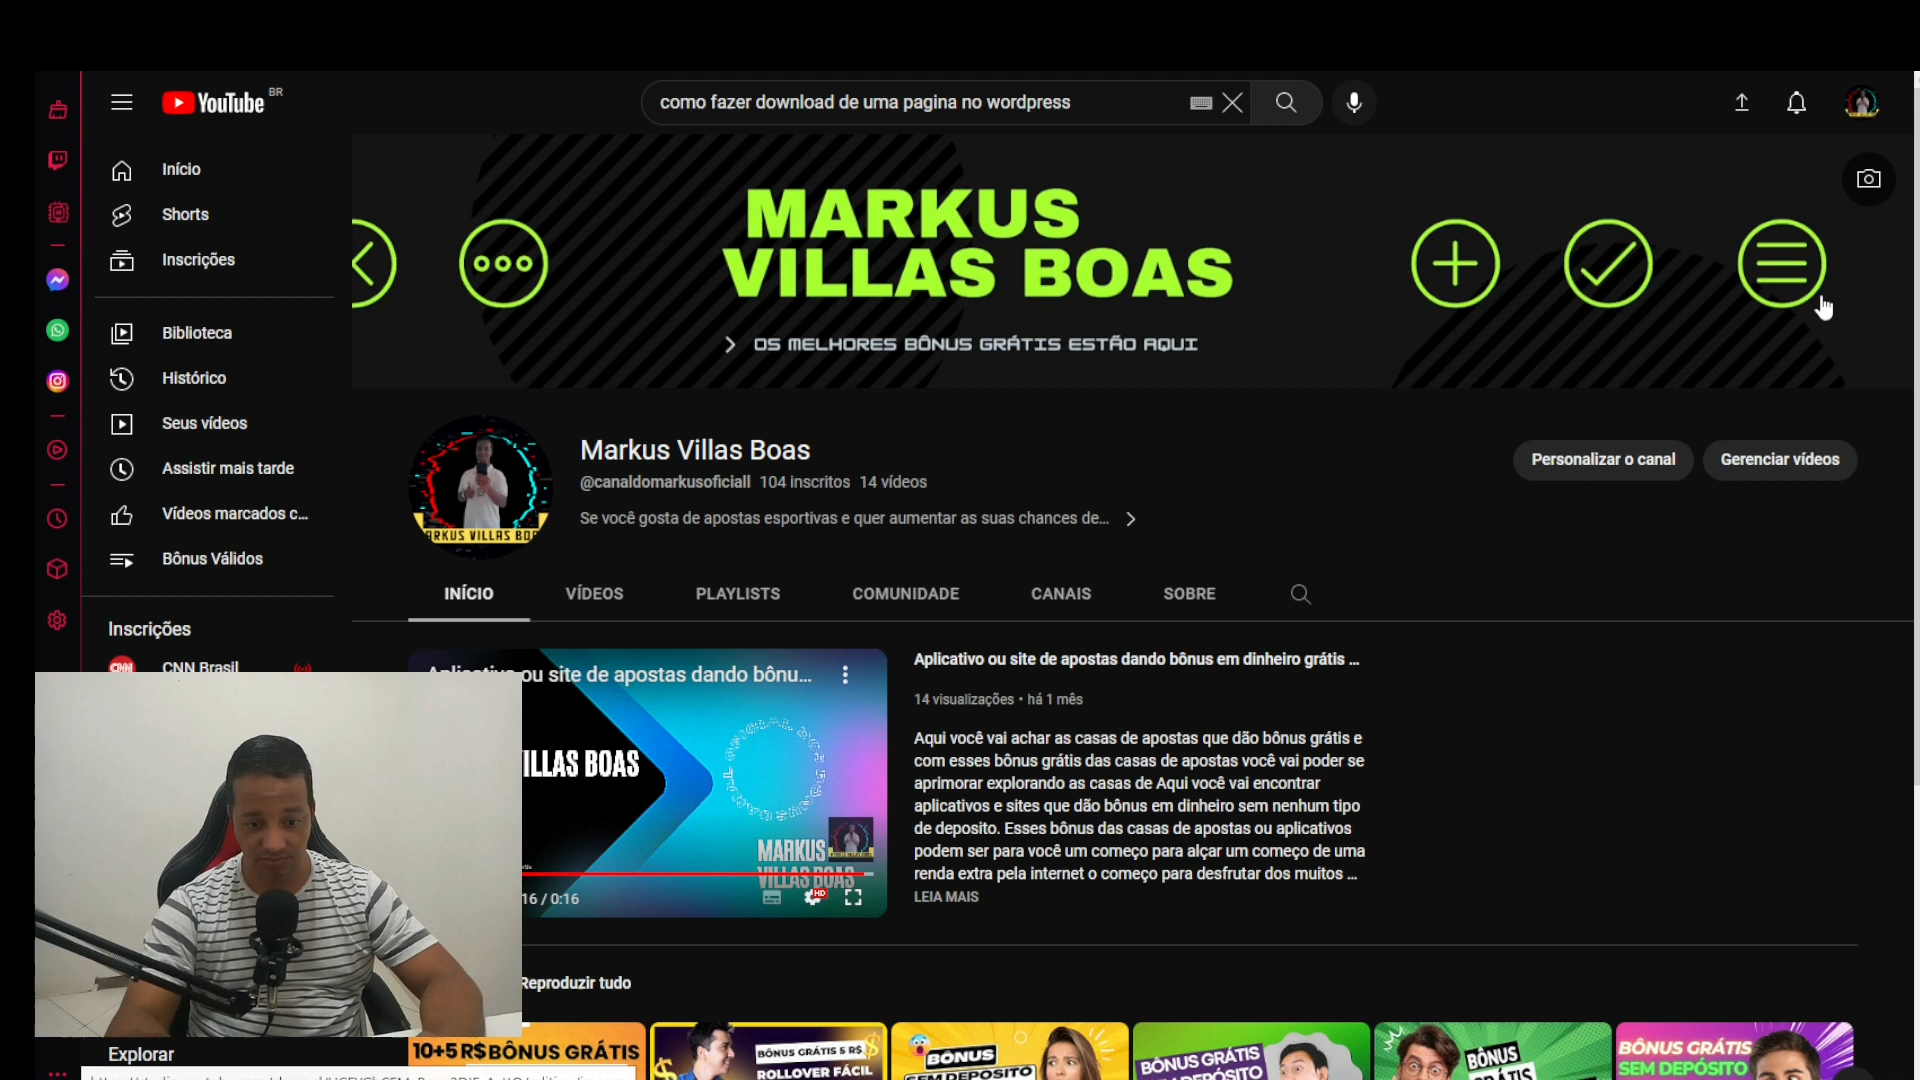 YouTube BR
como fazer download de uma pagina no wordpress
Início
Shorts
Inscrições
Biblioteca
Histórico
Seus vídeos
Assistir mais tarde
Vídeos marcados c...
Bônus Válidos
Inscrições
CNN Brasil
Explorar
MARKUS
VILLAS BOAS
OS MELHORES BÔNUS GRÁTIS ESTÃO AQUI
Markus Villas Boas
@canaldomarkusoficiall 104 inscritos 14 vídeos
Se você gosta de apostas esportivas e quer aumentar as suas chances de...
Personalizar o canal
Gerenciar vídeos
INÍCIO
VÍDEOS
PLAYLISTS
COMUNIDADE
CANAIS
SOBRE
ou site de apostas dando bônu...
ILLAS BOAS
MARKUS
VILLAS BOAS
16 / 0:16
HD
Aplicativo ou site de apostas dando bônus em dinheiro grátis ...
14 visualizações • há 1 mês
Aqui você vai achar as casas de apostas que dão bônus grátis e
com esses bônus grátis das casas de apostas você vai poder se
aprimorar explorando as casas de Aqui você vai encontrar
aplicativos e sites que dão bônus em dinheiro sem nenhum tipo
de deposito. Esses bônus das casas de apostas ou aplicativos
podem ser para você um começo para alçar um começo de uma
renda extra pela internet o começo para desfrutar dos muitos ...
LEIA MAIS
Reproduzir tudo
10+5 R$ BÔNUS GRÁTIS
BÔNUS GRÁTIS 5 R$
ROLLOVER FÁCIL
BÔNUS
SEM DEPÓSITO
BÔNUS GRÁTIS
SEM DEPÓSITO
BÔNUS
GRÁTIS
BÔNUS GRÁTIS
SEM DEPÓSITO